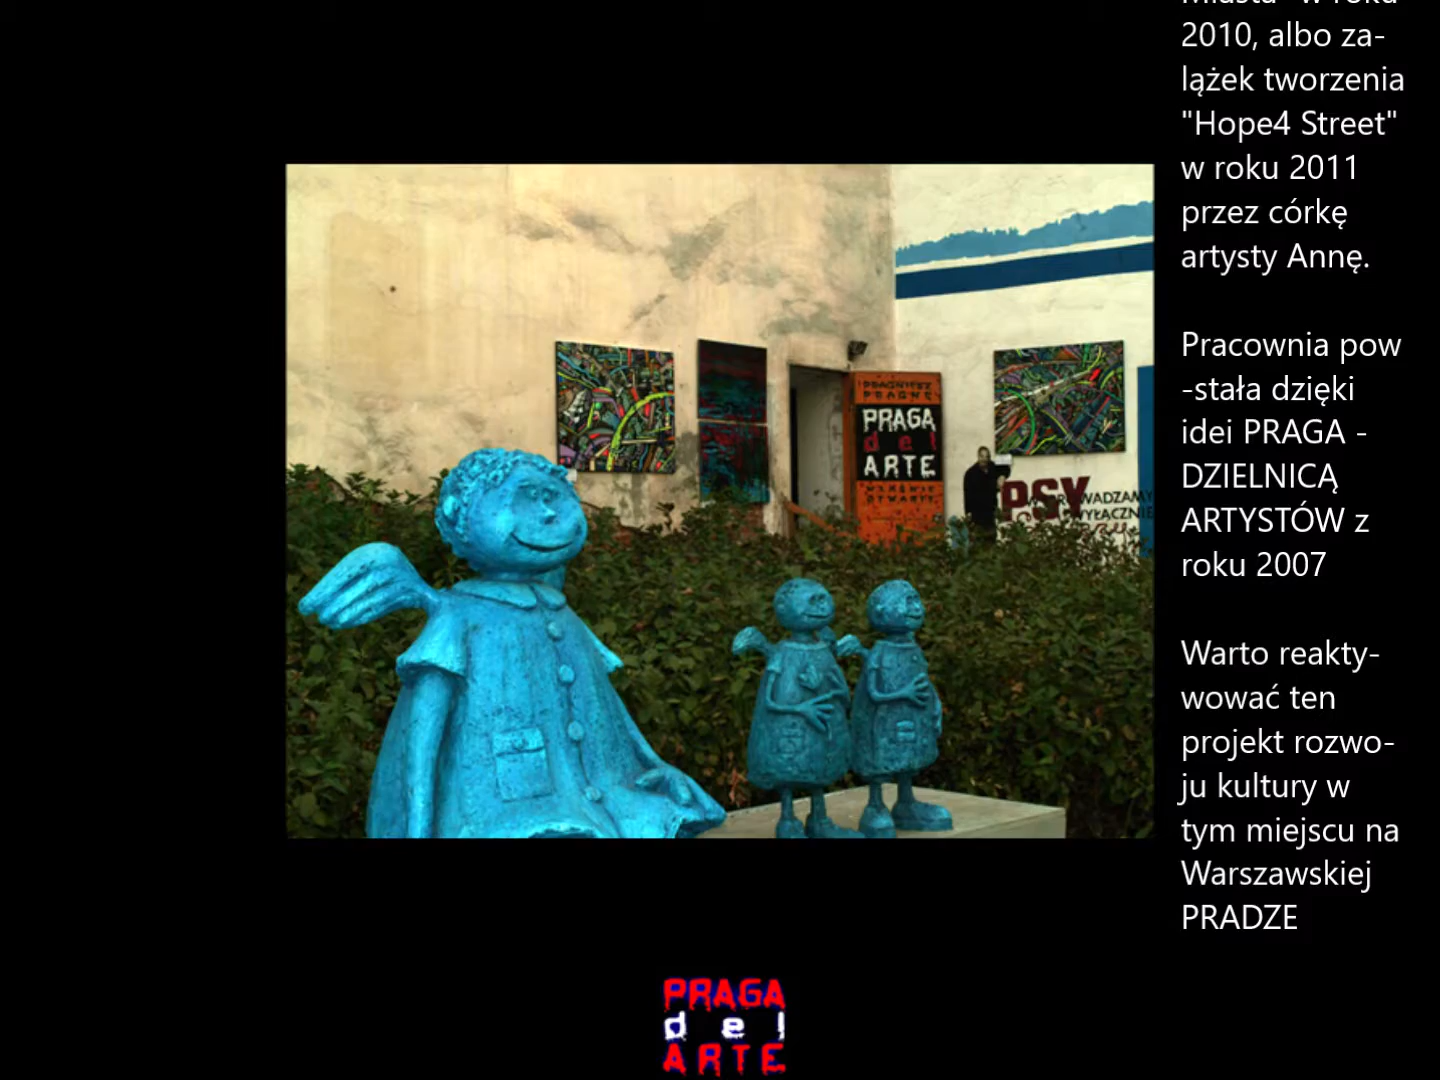 2010, albo za-
lążek tworzenia
"Hope4 Street"
w roku 2011
przez córkę
artysty Annę.
Pracownia pow
-stała dzięki
idei PRAGA -
DZIELNICĄ
ARTYSTÓW z
roku 2007
Warto reakty-
wować ten
projekt rozwo-
ju kultury w
tym miejscu na
Warszawskiej
PRADZE
PRAGA
del
ARTE
PSY
WPROWADZAMY
WYŁĄCZNIE
PRAGA
del
ARTE